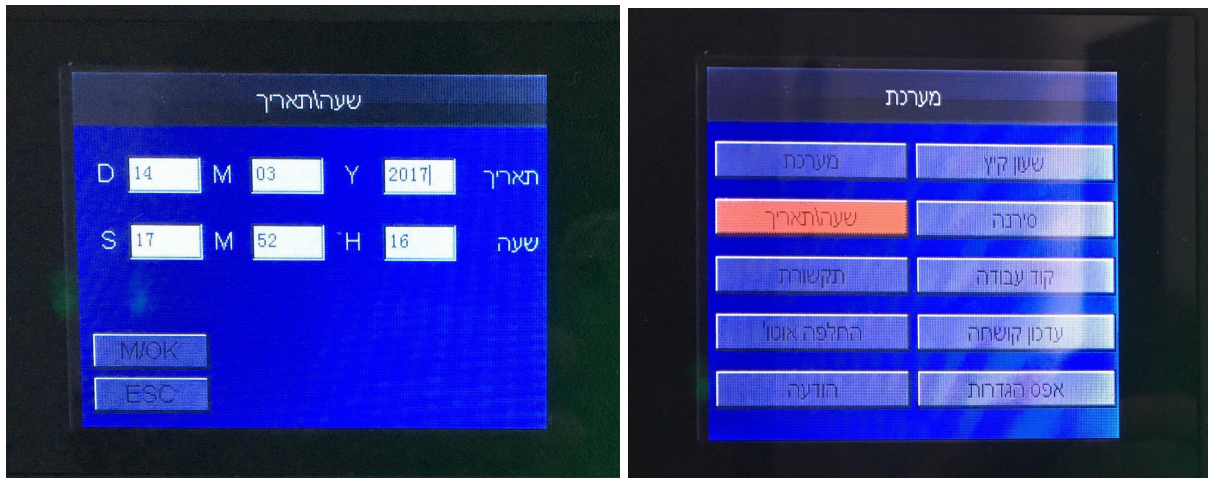 שעה\תאריך
D 14 M 03 Y 2017 תאריך
S 17 M 52 H 16 שעה
M/OK
ESC
מערכת
שעון קיץ מערכת
סירנה שעה\תאריך
קוד עבודה תקשורת
עדכון קושחה החלפה אוטו'
אפס הגדרות הודעה